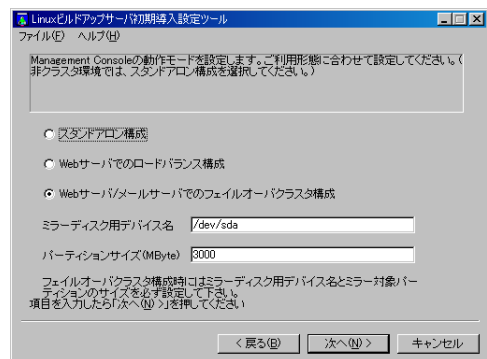 Linuxビルドアップサーバ初期導入設定ツール
ファイル(F) ヘルプ(H)
Management Consoleの動作モードを設定します。ご利用形態に合わせて設定してください。(
非クラスタ環境では、スタンドアロン構成を選択してください。)
スタンドアロン構成
Webサーバでのロードバランス構成
Webサーバ/メールサーバでのフェイルオーバクラスタ構成
ミラーディスク用デバイス名 /dev/sda
パーティションサイズ(MByte) 3000
フェイルオーバクラスタ構成時にはミラーディスク用デバイス名とミラー対象パー
ティションのサイズを必ず設定して下さい。
項目を入力したら「次へ(N) >」を押してください
< 戻る(B) 次へ(N) > キャンセル